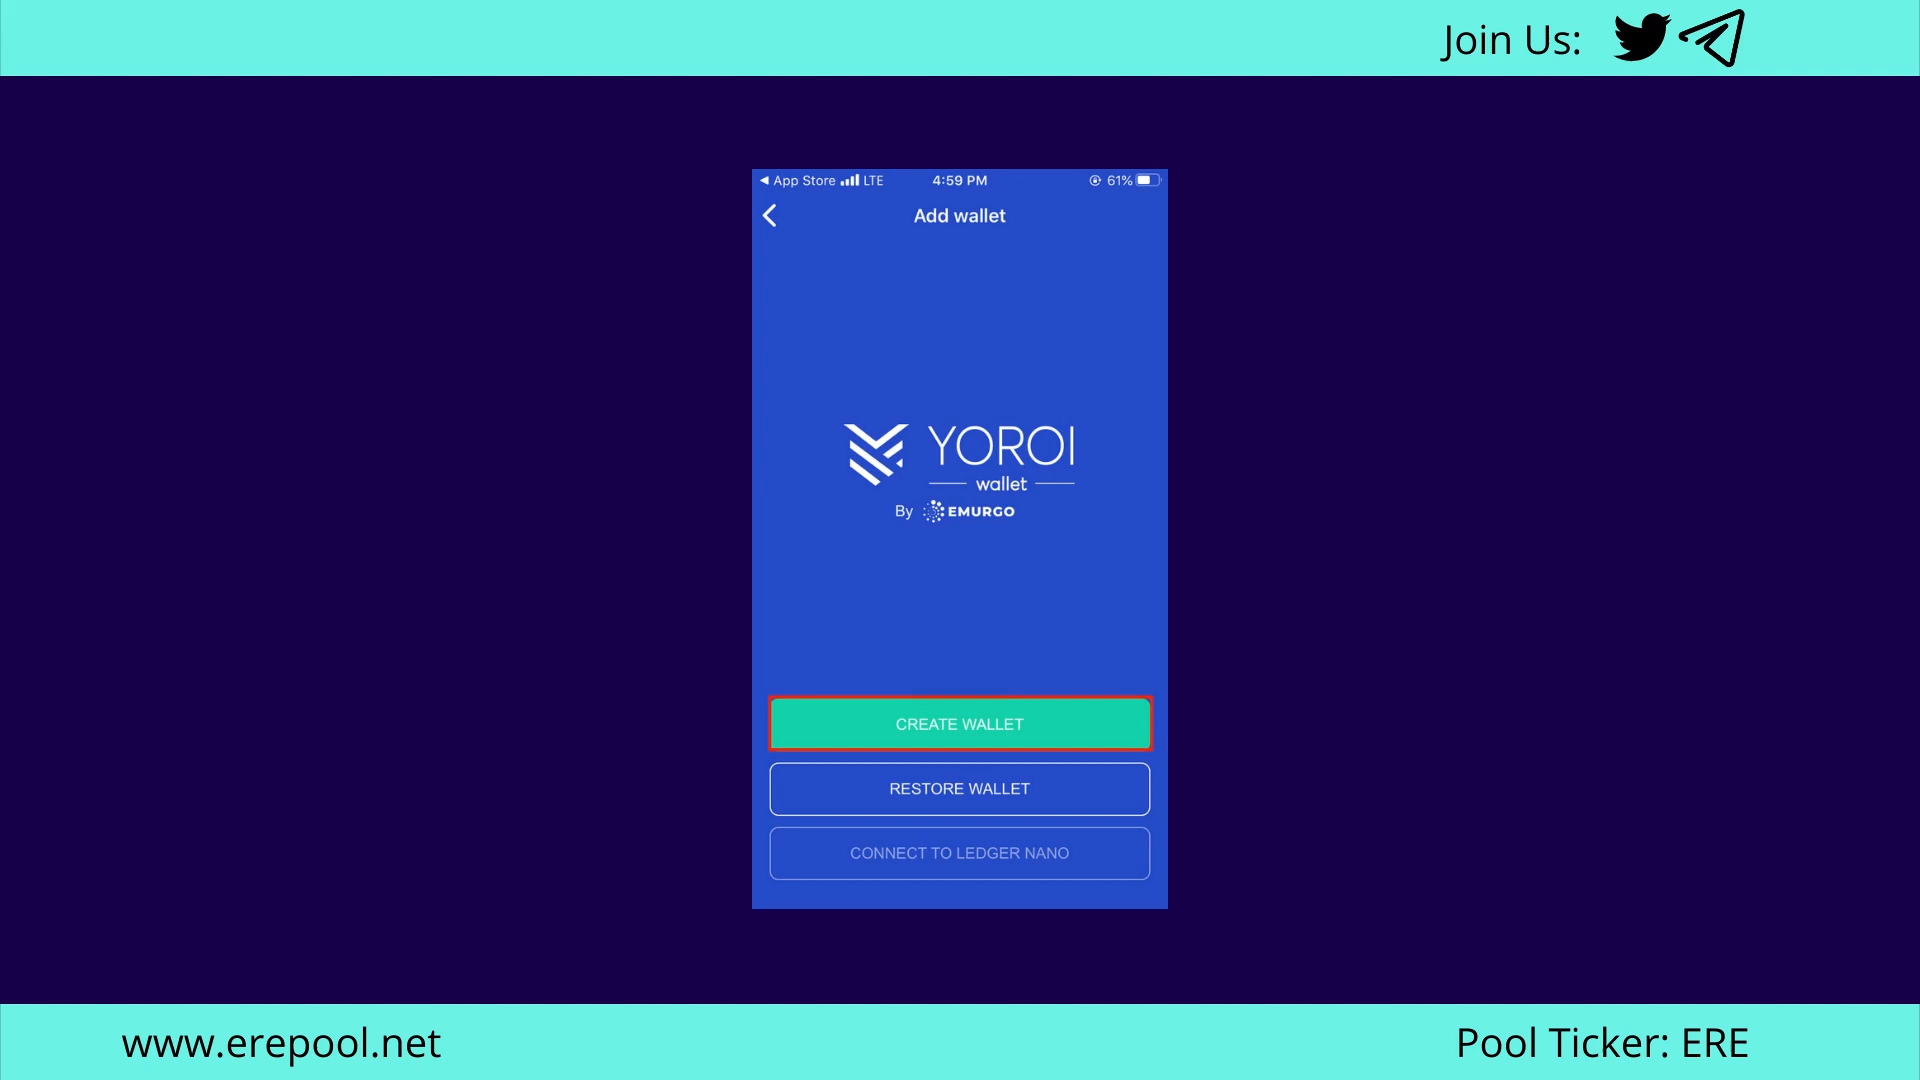 Join Us:
App Store LTE 4:59 PM 61%
Add wallet
YOROI
wallet
By EMURGO
CREATE WALLET
RESTORE WALLET
CONNECT TO LEDGER NANO
www.erepool.net Pool Ticker: ERE